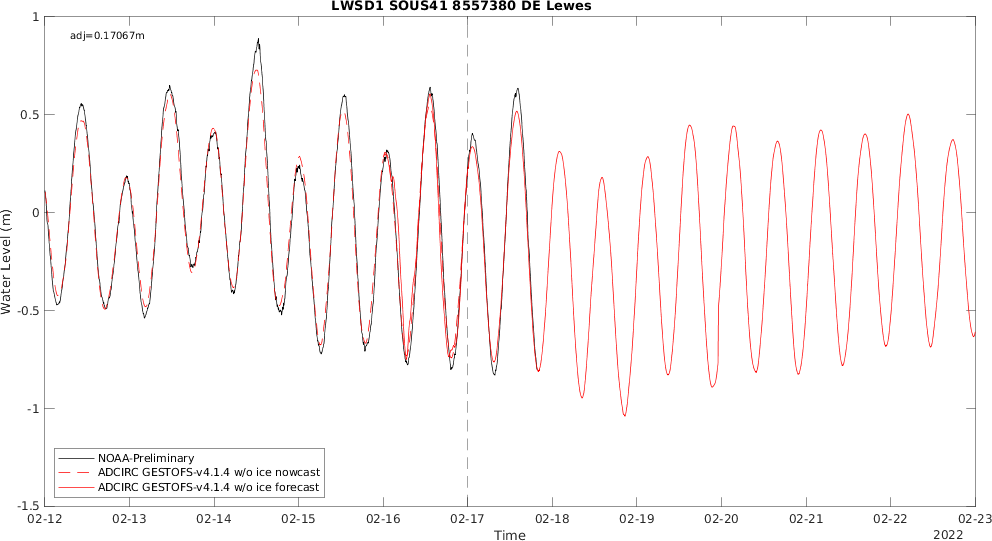 LWSD1 SOUS41 8557380 DE Lewes
adj=0.17067m
1
0.5
0
-0.5
-1
-1.5
Water Level (m)
NOAA-Preliminary
ADCIRC GESTOFS-v4.1.4 w/o ice nowcast
ADCIRC GESTOFS-v4.1.4 w/o ice forecast
02-12 02-13 02-14 02-15 02-16 02-17 02-18 02-19 02-20 02-21 02-22 02-23
Time
2022